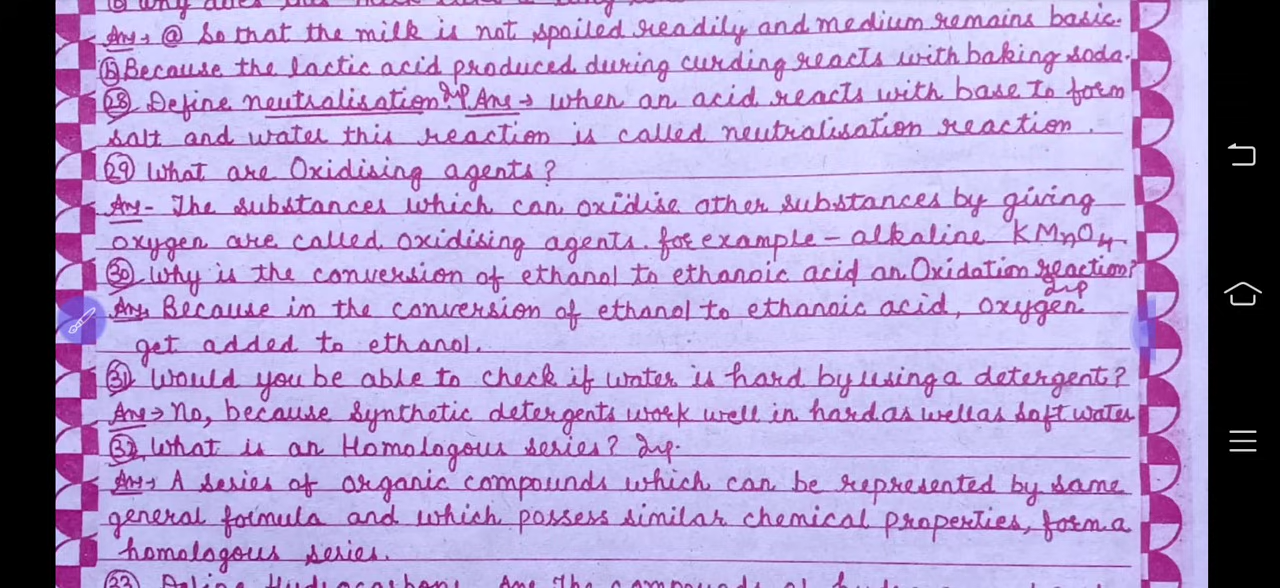 Ans→ ⓐ So that the milk is not spoiled readily and medium remains basic.
ⓑ Because the lactic acid produced during curding reacts with baking soda.
㉘ Define neutralisation Imp Ans→ when an acid reacts with base to form
salt and water this reaction is called neutralisation reaction.
㉙ What are Oxidising agents?
Ans- The substances which can oxidise other substances by giving
oxygen are called oxidising agents. for example - alkaline KMnO4.
㉚ Why is the conversion of ethanol to ethanoic acid an Oxidation reaction?
Imp
Ans→ Because in the conversion of ethanol to ethanoic acid, oxygen
get added to ethanol.
㉛ Would you be able to check if water is hard by using a detergent?
Ans→ No, because synthetic detergents work well in hard as well as soft water
㉜ What is an Homologous series? Imp.
Ans→ A series of organic compounds which can be represented by same
general formula and which possess similar chemical properties, form a
homologous series.